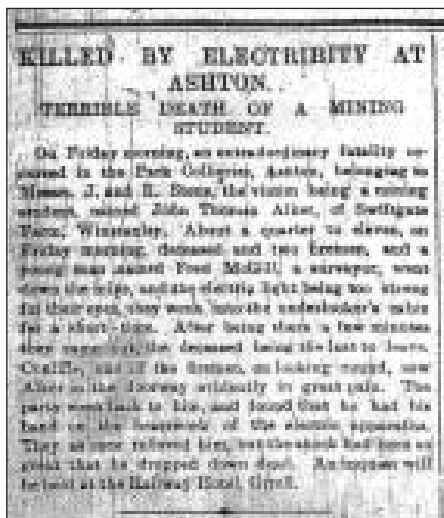 KILLED BY ELECTRICITY AT
ASHTON.
TERRIBLE DEATH OF A MINING
STUDENT.
On Friday morning, an extraordinary fatality oc-
curred in the Park Collieries, Ashton, belonging to
Messrs. J. and R. Stone, the victim being a mining
student, named John Thomas Alker, of
Farm, Winstanley. About a quarter to eleven, on
Friday morning, deceased and two firemen, and a
young man named Fred McGill, a surveyor, went
down the mine, and the electric light being too strong
for their eyes, they went into the underlooker's cabin
for a short time. After being there a few minutes
they came out, the deceased being the last to leave.
one of the firemen, on looking round, saw
Alker in the doorway evidently in great pain. The
party went back to him, and found that he had his
hand on the of the electric apparatus.
They at once relieved him, but the shock had been so
great that he dropped down dead. An inquest will
be held at the Railway Hotel, Orrell.